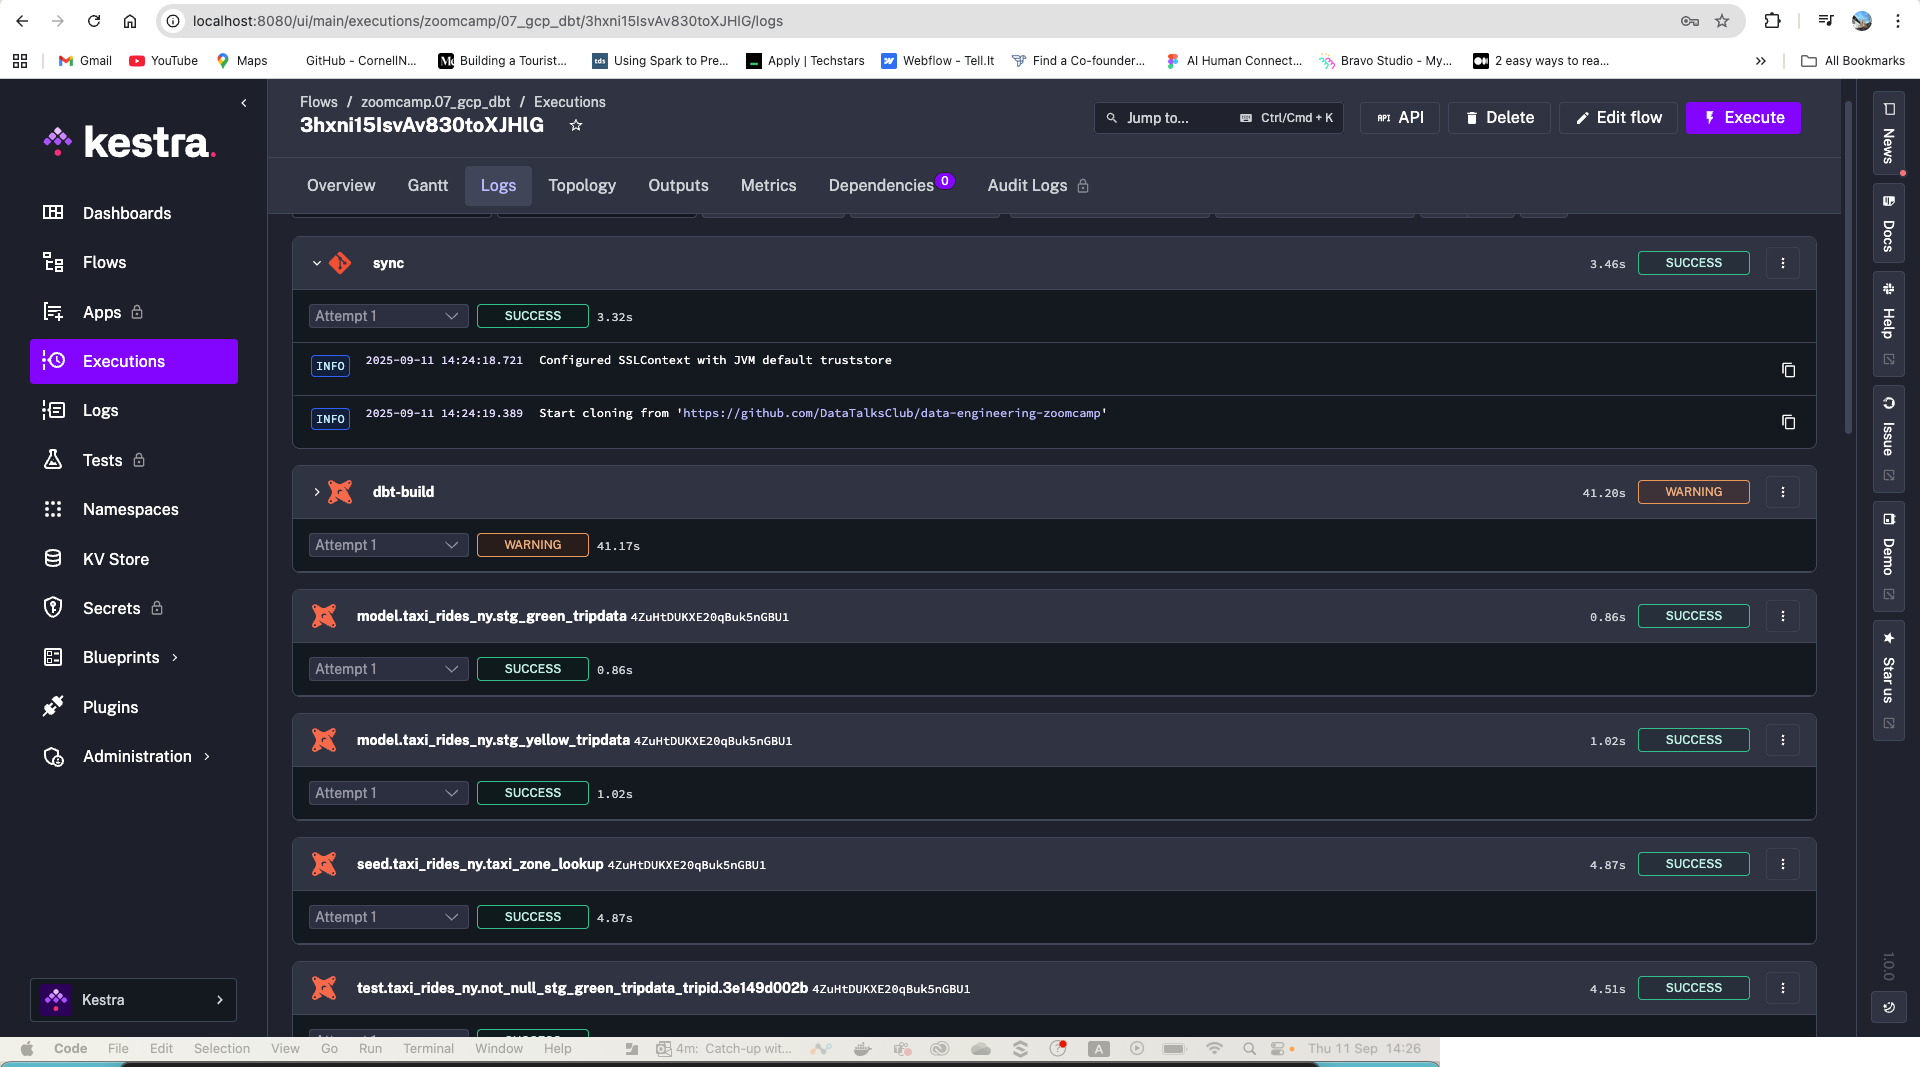 localhost:8080/ui/main/executions/zoomcamp/07_gcp_dbt/3hxni15IsvAv830toXJHlG/logs
Gmail YouTube Maps GitHub - CornellN... Building a Tourist... Using Spark to Pre... Apply | Techstars Webflow - Tell.It Find a Co-founder... AI Human Connect... Bravo Studio - My... 2 easy ways to rea... » All Bookmarks
kestra.
Dashboards
Flows
Apps
Executions
Logs
Tests
Namespaces
KV Store
Secrets
Blueprints
Plugins
Administration
Kestra
Flows / zoomcamp.07_gcp_dbt / Executions
3hxni15IsvAv830toXJHlG
Jump to... Ctrl/Cmd + K API API Delete Edit flow Execute
Overview Gantt Logs Topology Outputs Metrics Dependencies 0 Audit Logs
sync 3.46s SUCCESS
Attempt 1 SUCCESS 3.32s
INFO 2025-09-11 14:24:18.721 Configured SSLContext with JVM default truststore
INFO 2025-09-11 14:24:19.389 Start cloning from 'https://github.com/DataTalksClub/data-engineering-zoomcamp'
dbt-build 41.20s WARNING
Attempt 1 WARNING 41.17s
model.taxi_rides_ny.stg_green_tripdata 4ZuHtDUKXE20qBuk5nGBU1 0.86s SUCCESS
Attempt 1 SUCCESS 0.86s
model.taxi_rides_ny.stg_yellow_tripdata 4ZuHtDUKXE20qBuk5nGBU1 1.02s SUCCESS
Attempt 1 SUCCESS 1.02s
seed.taxi_rides_ny.taxi_zone_lookup 4ZuHtDUKXE20qBuk5nGBU1 4.87s SUCCESS
Attempt 1 SUCCESS 4.87s
test.taxi_rides_ny.not_null_stg_green_tripdata_tripid.3e149d002b 4ZuHtDUKXE20qBuk5nGBU1 4.51s SUCCESS
News
Docs
Help
Issue
Demo
Star us
1.0.0
Code File Edit Selection View Go Run Terminal Window Help 4m: Catch-up wit... A Thu 11 Sep 14:26